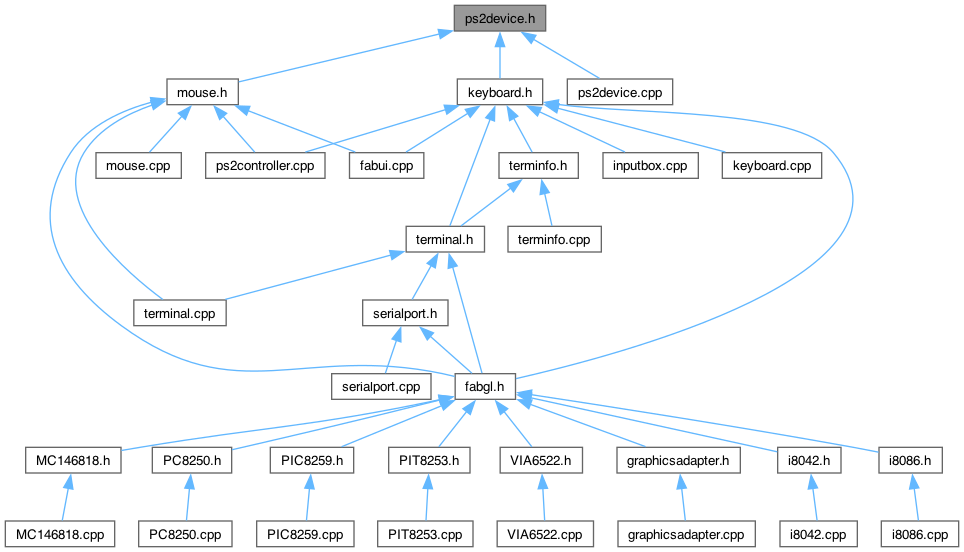 ps2device.h
mouse.h
keyboard.h
ps2device.cpp
mouse.cpp
ps2controller.cpp
fabui.cpp
terminfo.h
inputbox.cpp
keyboard.cpp
terminal.h
terminfo.cpp
terminal.cpp
serialport.h
serialport.cpp
fabgl.h
MC146818.h
PC8250.h
PIC8259.h
PIT8253.h
VIA6522.h
graphicsadapter.h
i8042.h
i8086.h
MC146818.cpp
PC8250.cpp
PIC8259.cpp
PIT8253.cpp
VIA6522.cpp
graphicsadapter.cpp
i8042.cpp
i8086.cpp